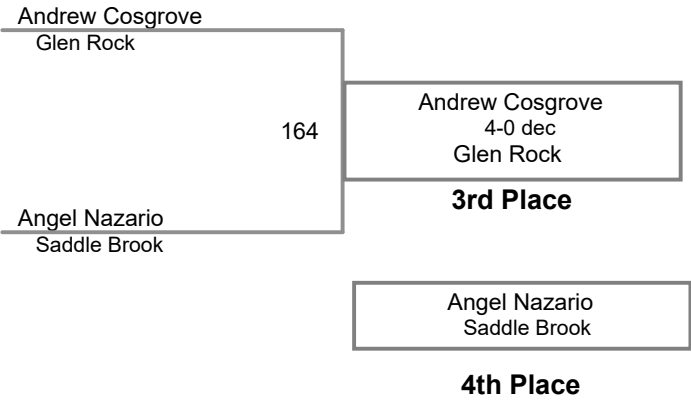 Andrew Cosgrove
Glen Rock
164
Andrew Cosgrove
4-0 dec
Glen Rock
3rd Place
Angel Nazario
Saddle Brook
Angel Nazario
Saddle Brook
4th Place